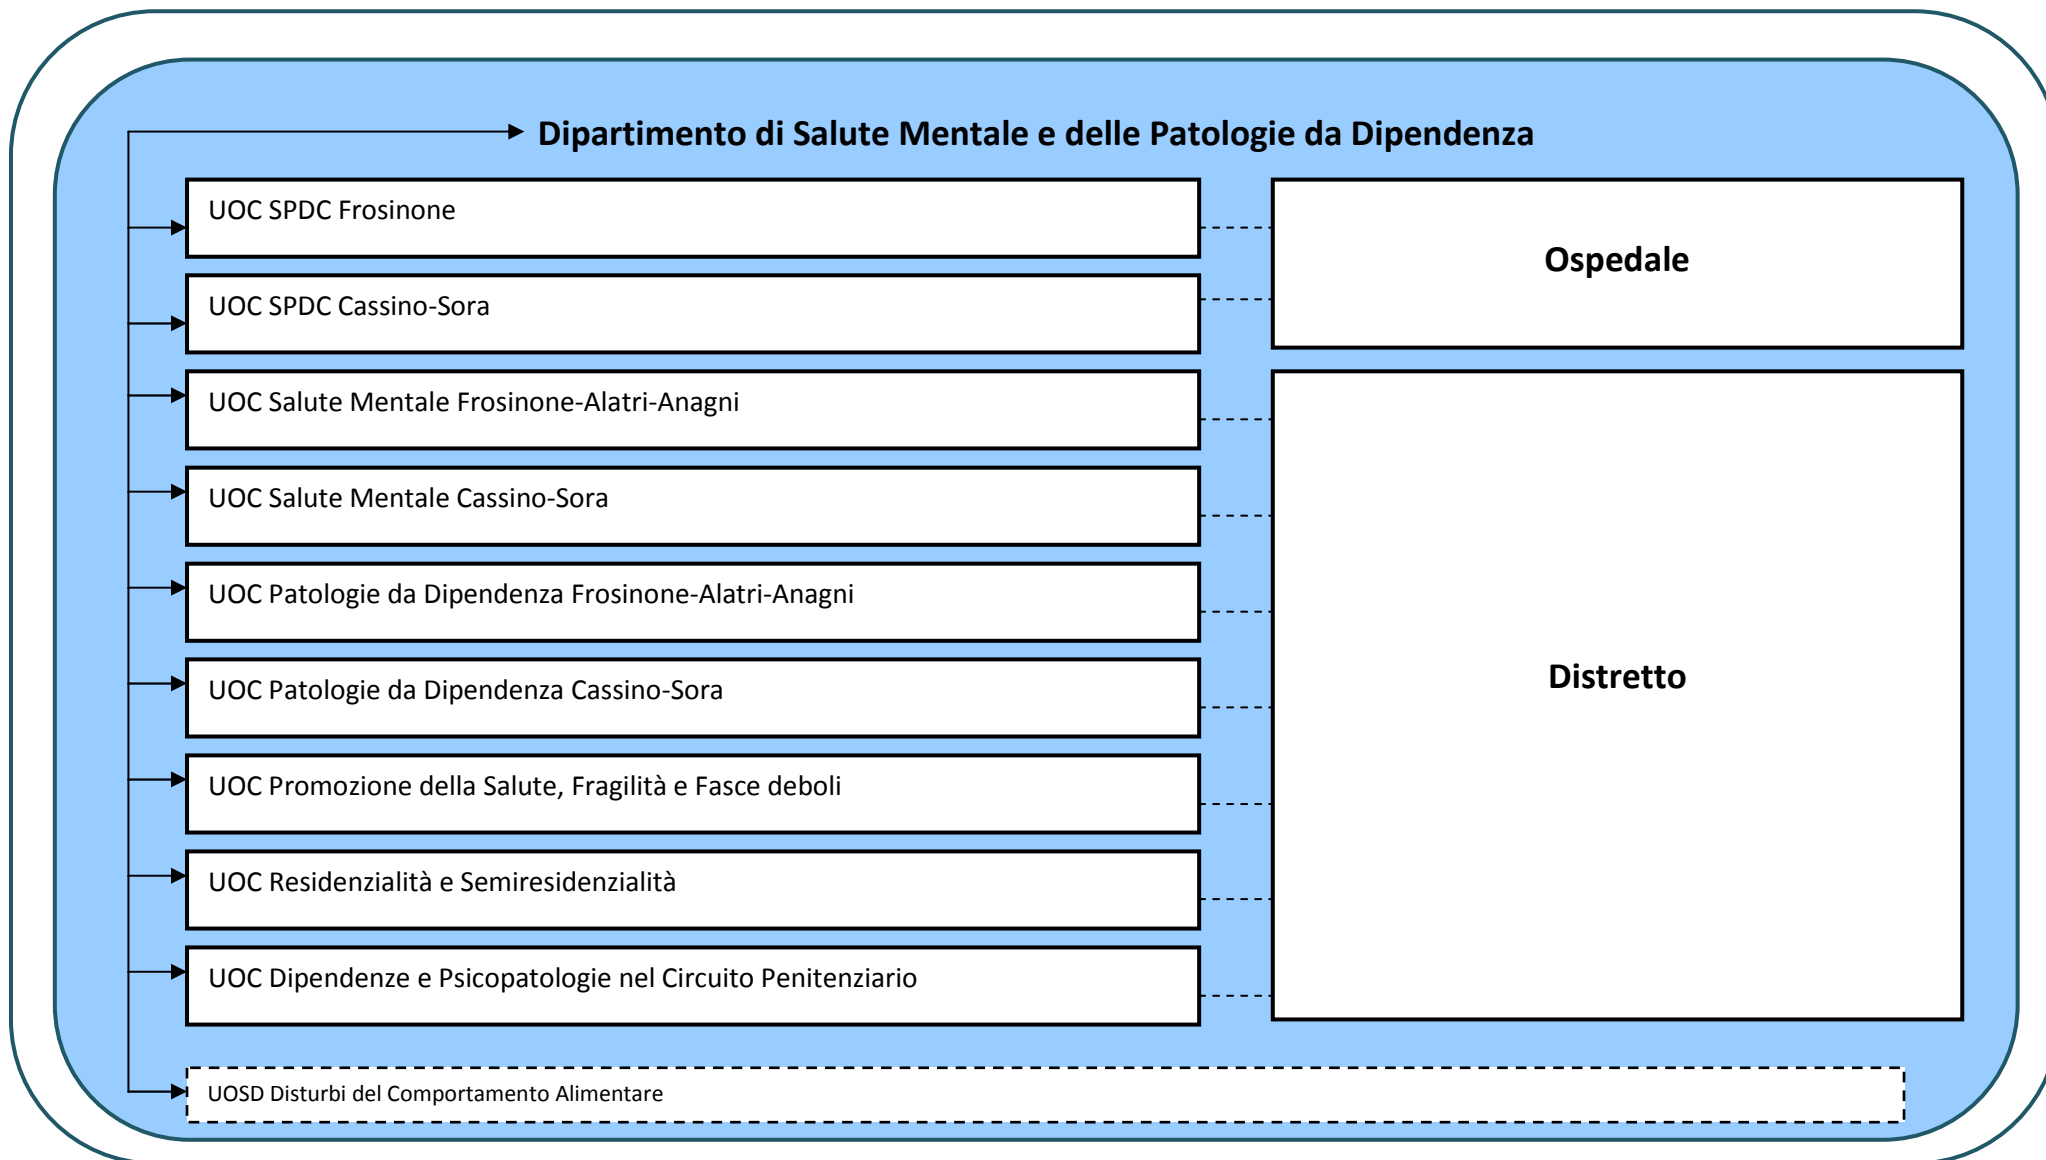 Dipartimento di Salute Mentale e delle Patologie da Dipendenza
UOC SPDC Frosinone
UOC SPDC Cassino-Sora
Ospedale
UOC Salute Mentale Frosinone-Alatri-Anagni
UOC Salute Mentale Cassino-Sora
UOC Patologie da Dipendenza Frosinone-Alatri-Anagni
UOC Patologie da Dipendenza Cassino-Sora
UOC Promozione della Salute, Fragilità e Fasce deboli
UOC Residenzialità e Semiresidenzialità
UOC Dipendenze e Psicopatologie nel Circuito Penitenziario
Distretto
UOSD Disturbi del Comportamento Alimentare